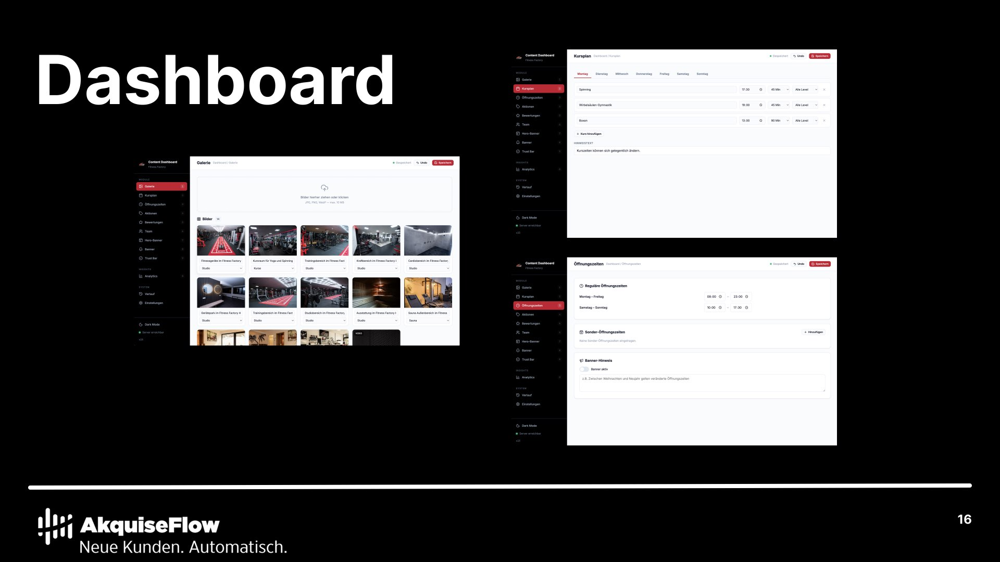 Dashboard
Content Dashboard
Fitness Factory
MODULE
Galerie 1
Kursplan
Öffnungszeiten
Aktionen
Bewertungen
Team
Hero-Banner
Banner
Trust Bar
INSIGHTS
Analytics
SYSTEM
Verlauf
Einstellungen
Dark Mode
Server erreichbar
v23
Galerie Dashboard / Galerie Gespeichert Undo Speichern
Bilder hierher ziehen oder klicken
JPG, PNG, WebP — max. 10 MB
Bilder 14
Fitnessgeräte im Fitness Factory
Kursraum für Yoga und Spinning
Trainingsbereich im Fitness Fact
Kraftbereich im Fitness Factory
Cardiobereich im Fitness Factory
Studio Kurse Studio Studio Studio
Gerätepark im Fitness Factory H
Trainingsbereich im Fitness Fact
Studiobereich im Fitness Factory
Ausstattung im Fitness Factory
Sauna Außenbereich im Fitness
Studio Studio Studio Studio Sauna
VIDEO
Content Dashboard
Fitness Factory
MODULE
Galerie
Kursplan 2
Öffnungszeiten
Aktionen
Bewertungen
Team
Hero-Banner
Banner
Trust Bar
INSIGHTS
Analytics
SYSTEM
Verlauf
Einstellungen
Dark Mode
Server erreichbar
v23
Kursplan Dashboard / Kursplan Gespeichert Undo Speichern
Montag Dienstag Mittwoch Donnerstag Freitag Samstag Sonntag
Spinning 17:30 45 Min Alle Level
Wirbelsäulen-Gymnastik 19:00 45 Min Alle Level
Boxen 13:00 90 Min Alle Level
+ Kurs hinzufügen
HINWEISTEXT
Kurszeiten können sich gelegentlich ändern.
Content Dashboard
Fitness Factory
MODULE
Galerie
Kursplan
Öffnungszeiten 3
Aktionen
Bewertungen
Team
Hero-Banner
Banner
Trust Bar
INSIGHTS
Analytics
SYSTEM
Verlauf
Einstellungen
Dark Mode
Server erreichbar
v23
Öffnungszeiten Dashboard / Öffnungszeiten Gespeichert Undo Speichern
Reguläre Öffnungszeiten
Montag – Freitag 08:00 – 23:00
Samstag – Sonntag 10:00 – 17:30
Sonder-Öffnungszeiten + Hinzufügen
Keine Sonder-Öffnungszeiten eingetragen.
Banner-Hinweis
Banner aktiv
z.B. Zwischen Weihnachten und Neujahr gelten veränderte Öffnungszeiten
AkquiseFlow
Neue Kunden. Automatisch.
16